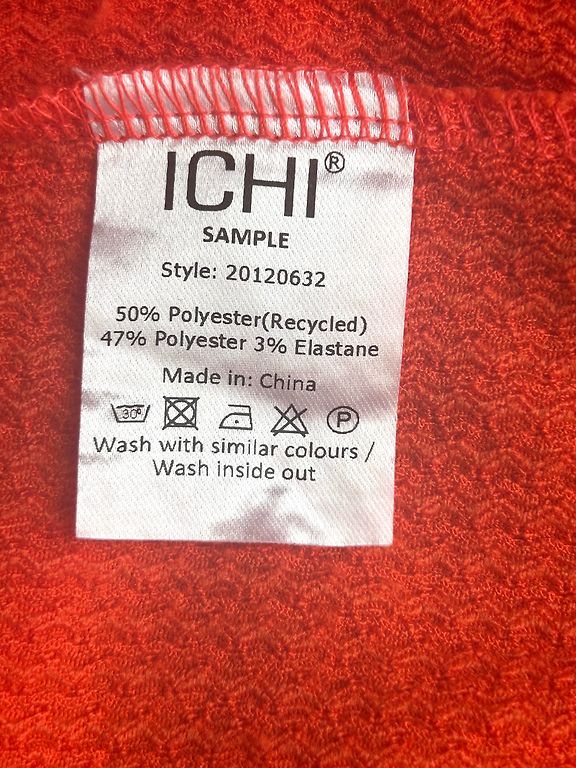 ICHI®
SAMPLE
Style: 20120632
50% Polyester(Recycled)
47% Polyester 3% Elastane
Made in: China
30° P
Wash with similar colours /
Wash inside out